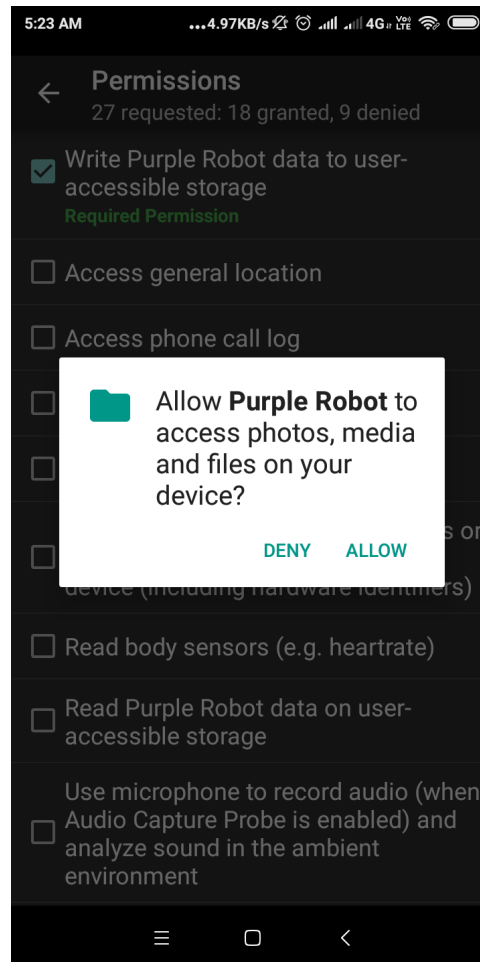 5:23 AM ...4.97KB/s 4G VoLTE
Permissions
27 requested: 18 granted, 9 denied
Write Purple Robot data to user-
accessible storage
Required Permission
Access general location
Access phone call log
Allow Purple Robot to
access photos, media
and files on your
device?
DENY ALLOW
device (including hardware identifiers)
Read body sensors (e.g. heartrate)
Read Purple Robot data on user-
accessible storage
Use microphone to record audio (when
Audio Capture Probe is enabled) and
analyze sound in the ambient
environment